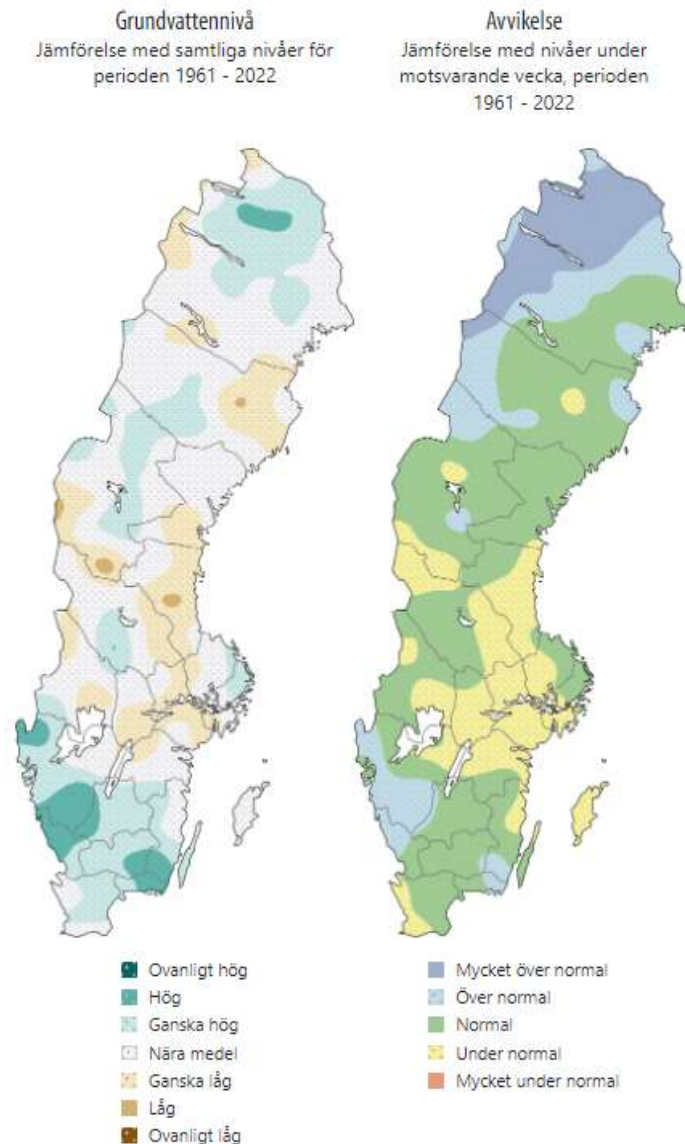 Grundvattennivå
Jämförelse med samtliga nivåer för
perioden 1961 - 2022
Avvikelse
Jämförelse med nivåer under
motsvarande vecka, perioden
1961 - 2022
Ovanligt hög
Hög
Ganska hög
Nära medel
Ganska låg
Låg
Ovanligt låg
Mycket över normal
Över normal
Normal
Under normal
Mycket under normal